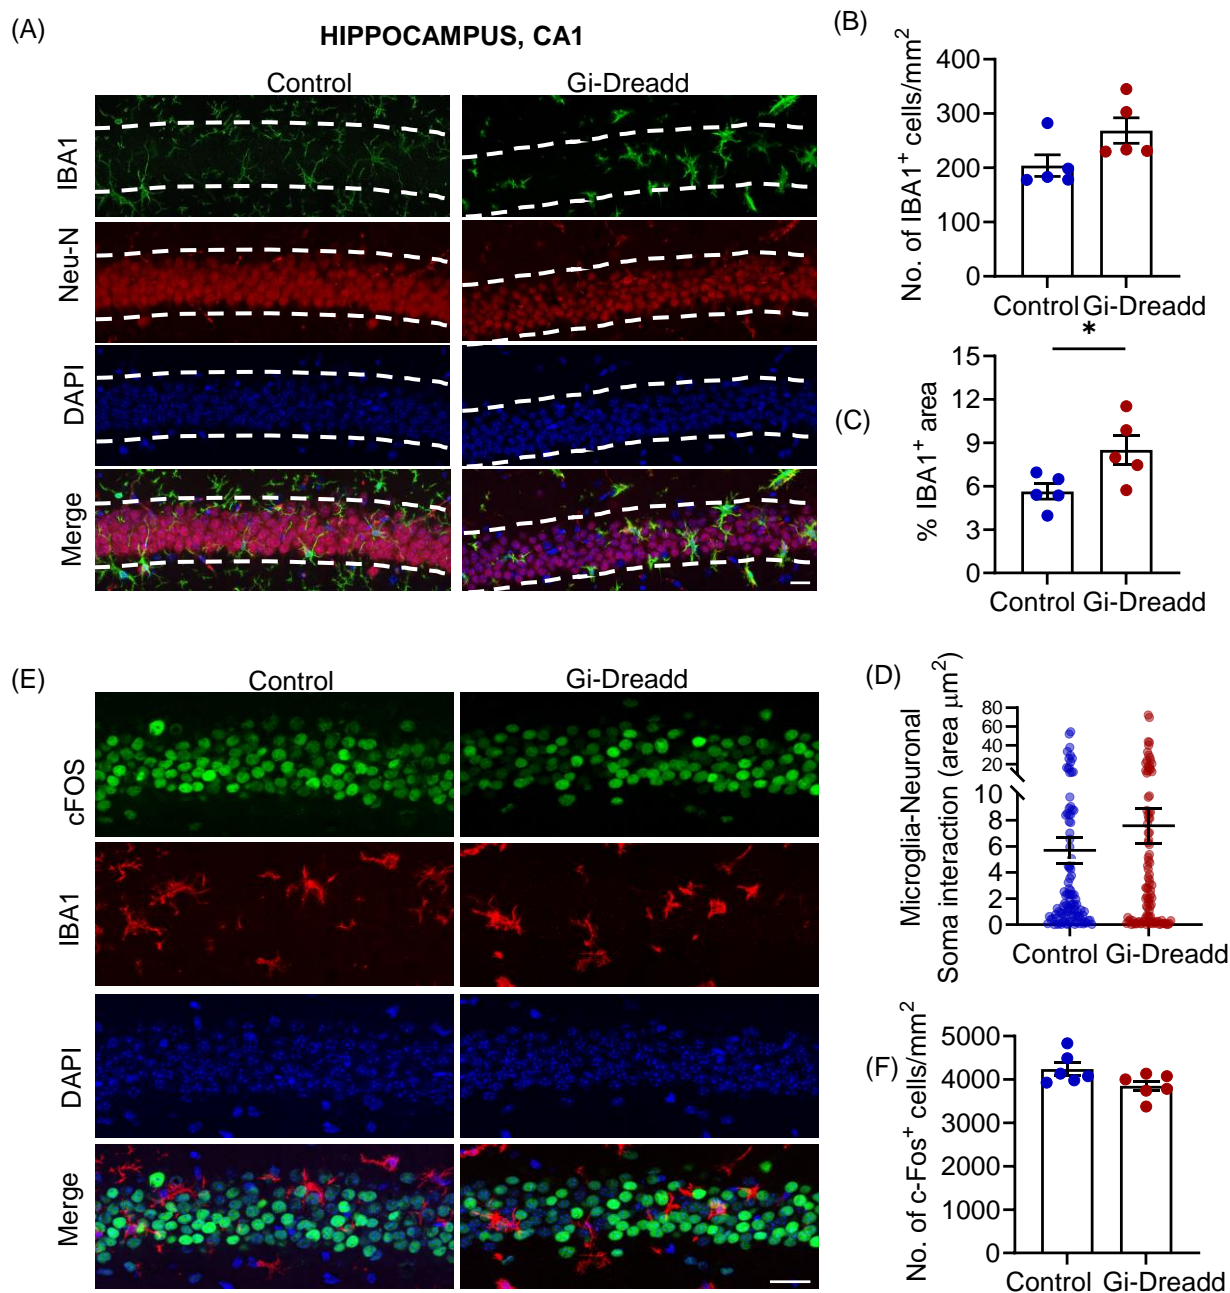 (A)
HIPPOCAMPUS, CA1
Control
Gi-Dreadd
IBA1
Neu-N
DAPI
Merge
(B)
No. of IBA1+ cells/mm2
400
300
200
100
0
Control Gi-Dreadd
(C)
% IBA1+ area
*
15
12
9
6
3
0
Control Gi-Dreadd
(E)
Control
Gi-Dreadd
cFOS
IBA1
DAPI
Merge
(D)
Microglia-Neuronal
Soma interaction (area μm2)
80
60
40
20
10
8
6
4
2
0
Control Gi-Dreadd
(F)
No. of c-Fos+ cells/mm2
5000
4000
3000
2000
1000
0
Control Gi-Dreadd